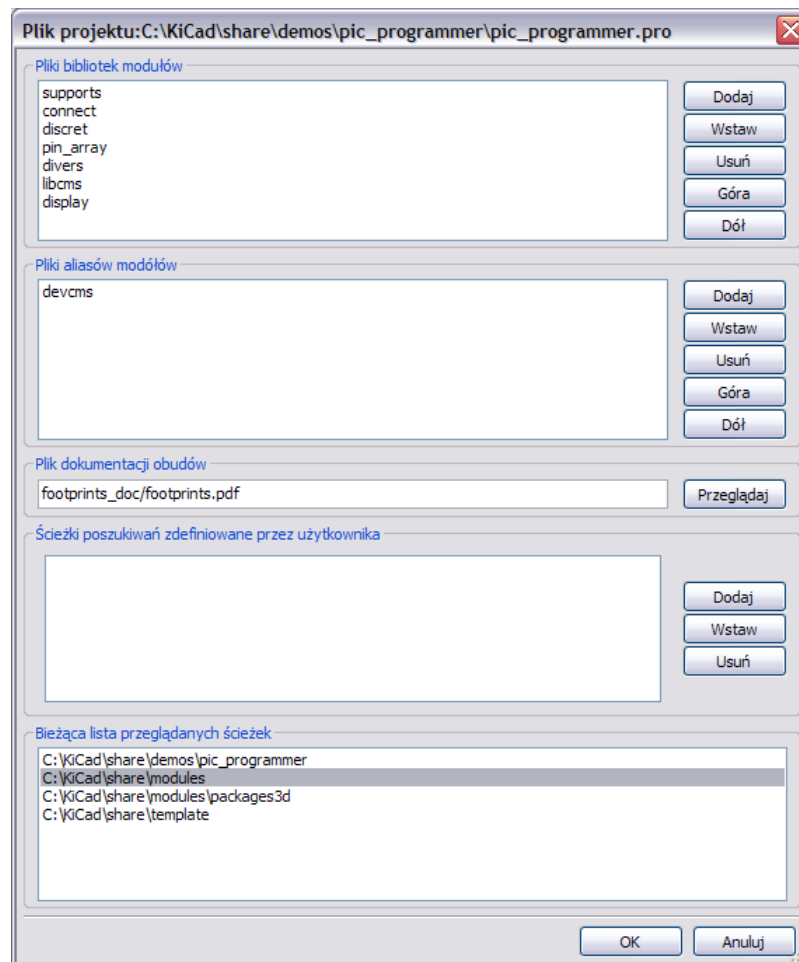 Plik projektu:C:\KiCad\share\demos\pic_programmer\pic_programmer.pro
Pliki bibliotek modułów
supports
connect
discret
pin_array
divers
libcms
display
Dodaj
Wstaw
Usuń
Góra
Dół
Pliki aliasów modółów
devcms
Dodaj
Wstaw
Usuń
Góra
Dół
Plik dokumentacji obudów
footprints_doc/footprints.pdf
Przeglądaj
Ścieżki poszukiwań zdefiniowane przez użytkownika
Dodaj
Wstaw
Usuń
Bieżąca lista przeglądanych ścieżek
C:\KiCad\share\demos\pic_programmer
C:\KiCad\share\modules
C:\KiCad\share\modules\packages3d
C:\KiCad\share\template
OK
Anuluj